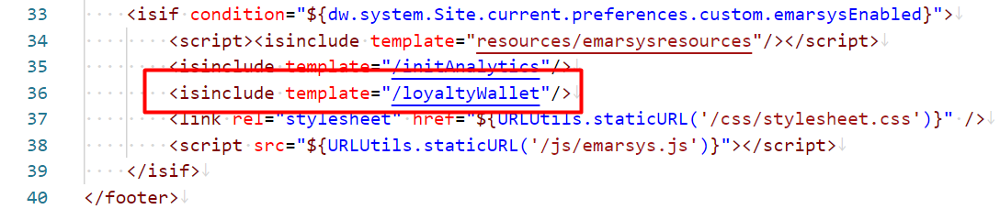 33 <isif condition="${dw.system.Site.current.preferences.custom.emarsysEnabled}">
34 <script><isinclude template="resources/emarsysresources"/></script>
35 <isinclude template="/initAnalytics"/>
36 <isinclude template="/loyaltyWallet"/>
37 <link rel="stylesheet" href="${URLUtils.staticURL('/css/stylesheet.css')}" />
38 <script src="${URLUtils.staticURL('/js/emarsys.js')}"></script>
39 </isif>
40 </footer>